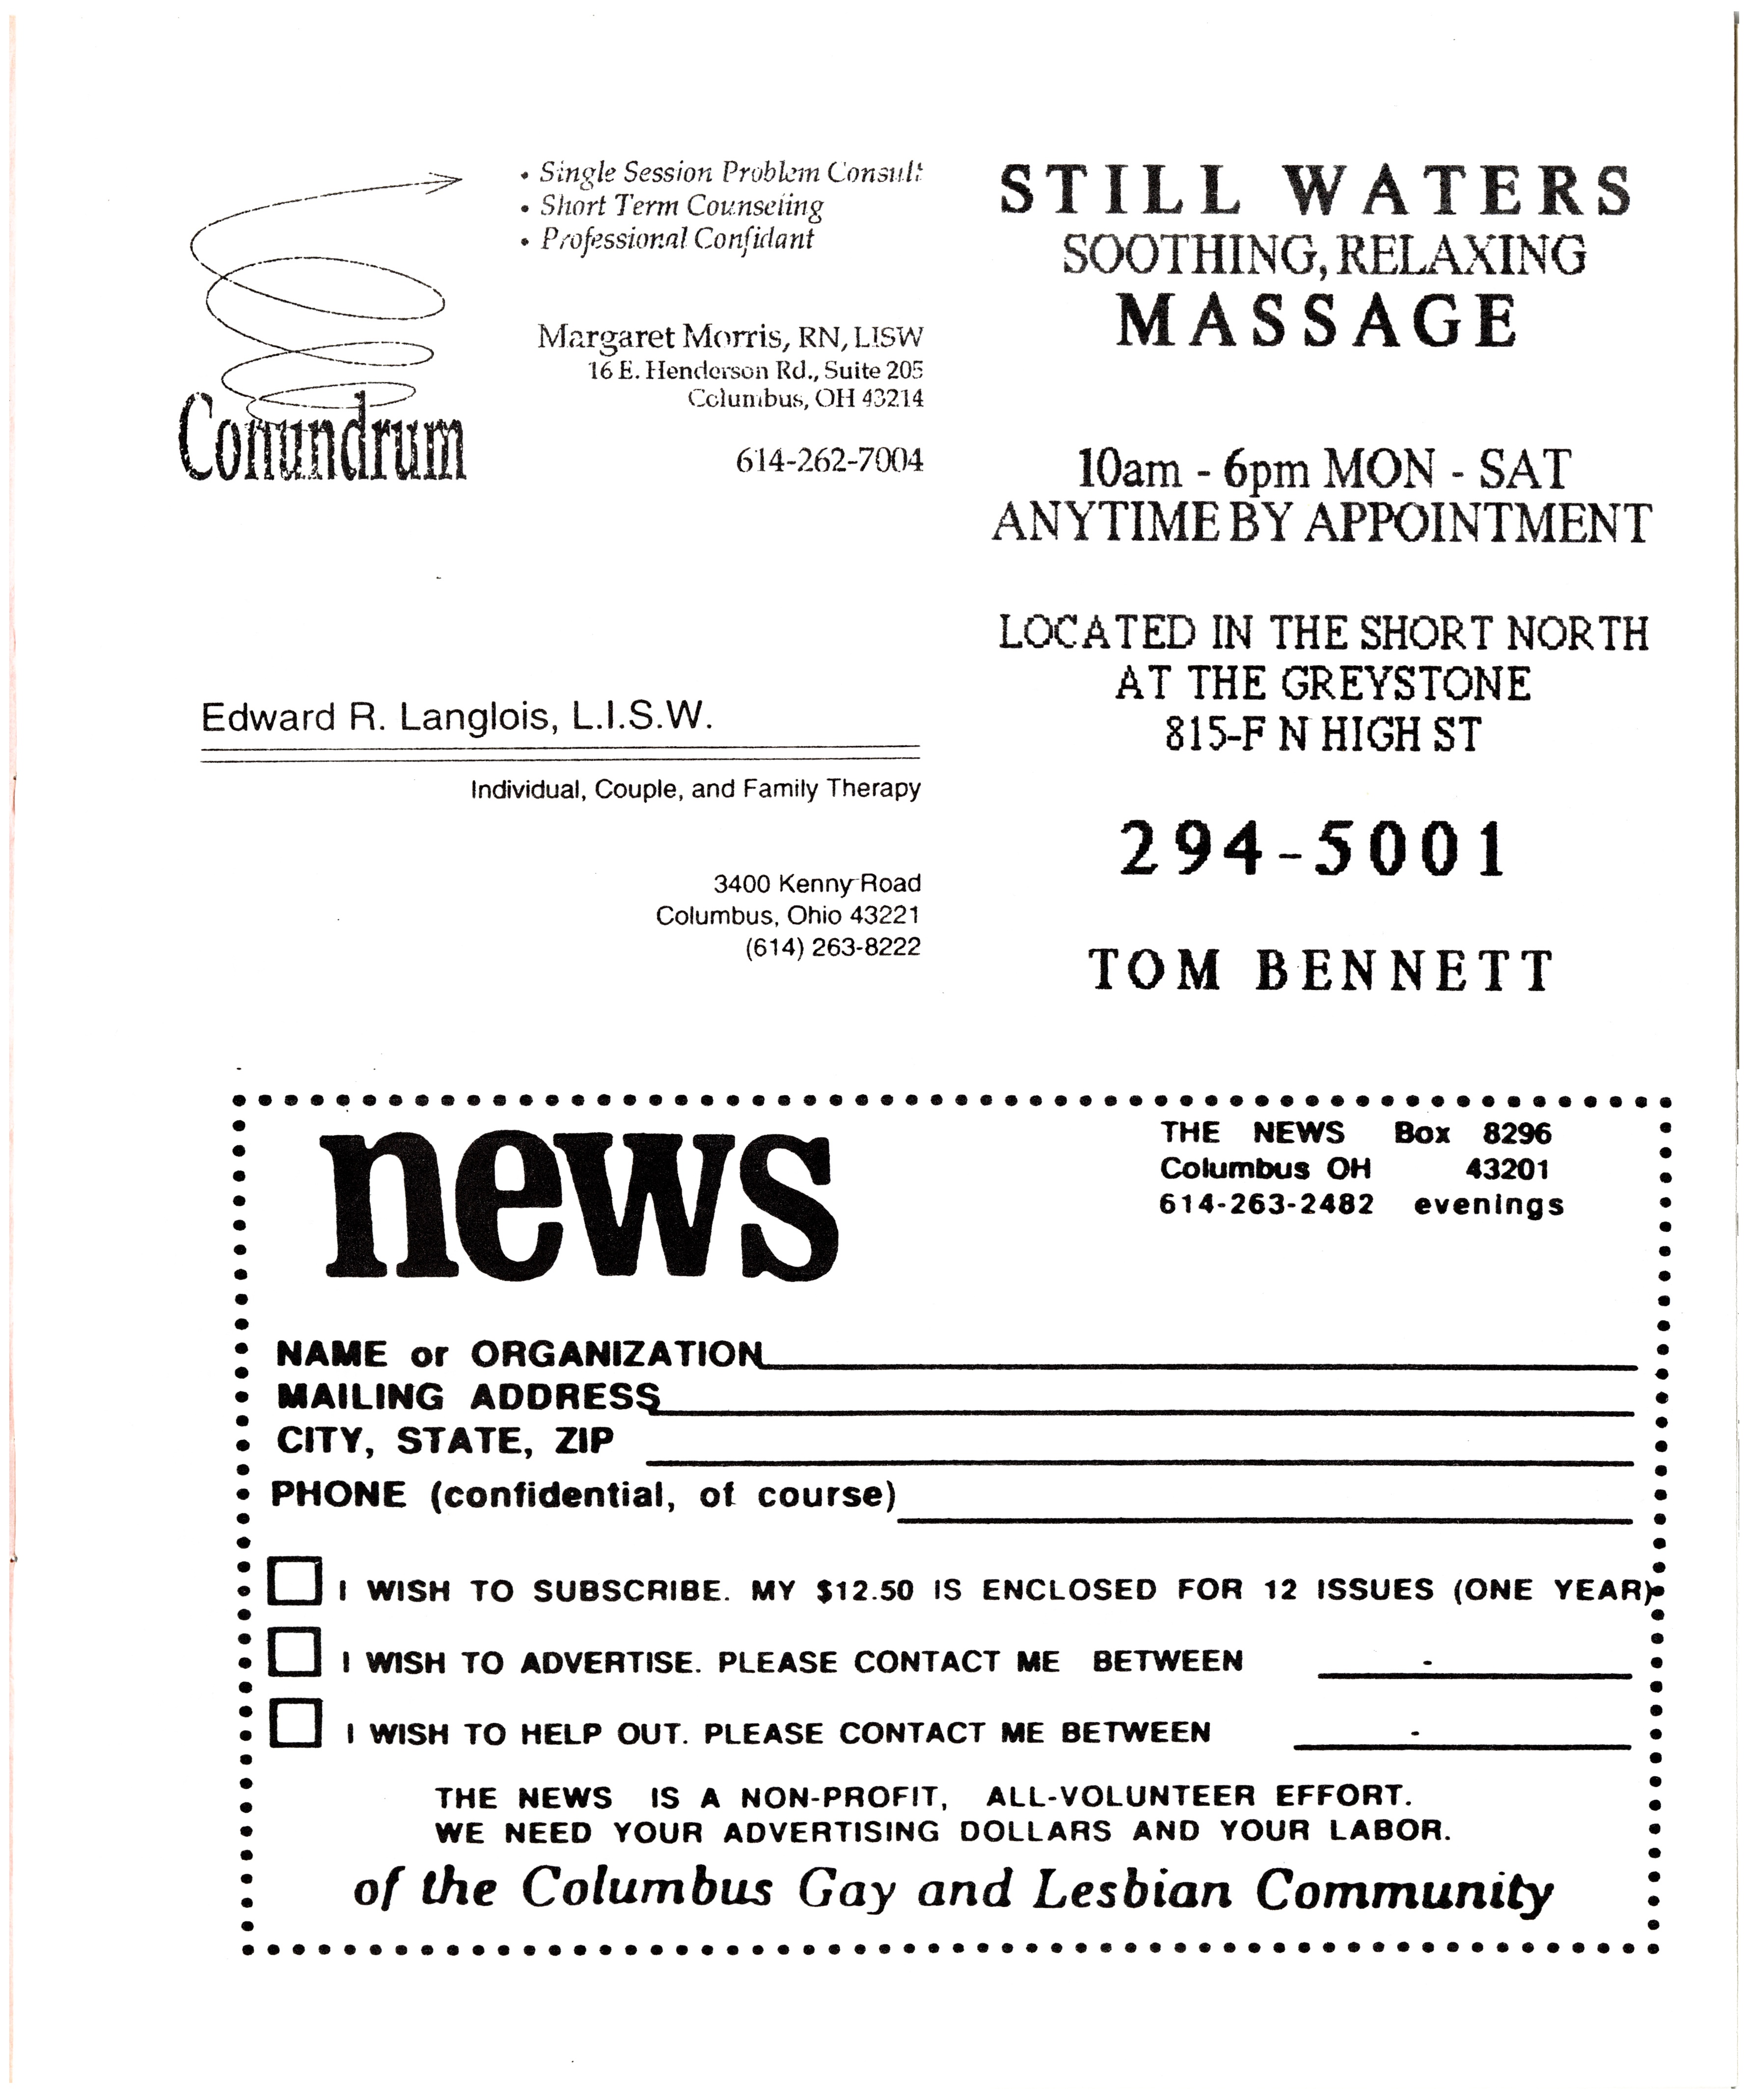 • Single Session Problem Consult
• Short Term Counseling
• Professional Confidant
Margaret Morris, RN, LISW
16 E. Henderson Rd., Suite 205
Columbus, OH 43214
614-262-7004
Conundrum
Edward R. Langlois, L.I.S.W.
Individual, Couple, and Family Therapy
3400 Kenny Road
Columbus, Ohio 43221
(614) 263-8222
STILL WATERS
SOOTHING, RELAXING
MASSAGE
10am - 6pm MON - SAT
ANYTIME BY APPOINTMENT
LOCATED IN THE SHORT NORTH
AT THE GREYSTONE
815-F N HIGH ST
294-5001
TOM BENNETT
news
THE NEWS Box 8296
Columbus OH 43201
614-263-2482 evenings
NAME or ORGANIZATION
MAILING ADDRESS
CITY, STATE, ZIP
PHONE (confidential, of course)
I WISH TO SUBSCRIBE. MY $12.50 IS ENCLOSED FOR 12 ISSUES (ONE YEAR)
I WISH TO ADVERTISE. PLEASE CONTACT ME BETWEEN -
I WISH TO HELP OUT. PLEASE CONTACT ME BETWEEN -
THE NEWS IS A NON-PROFIT, ALL-VOLUNTEER EFFORT.
WE NEED YOUR ADVERTISING DOLLARS AND YOUR LABOR.
of the Columbus Gay and Lesbian Community